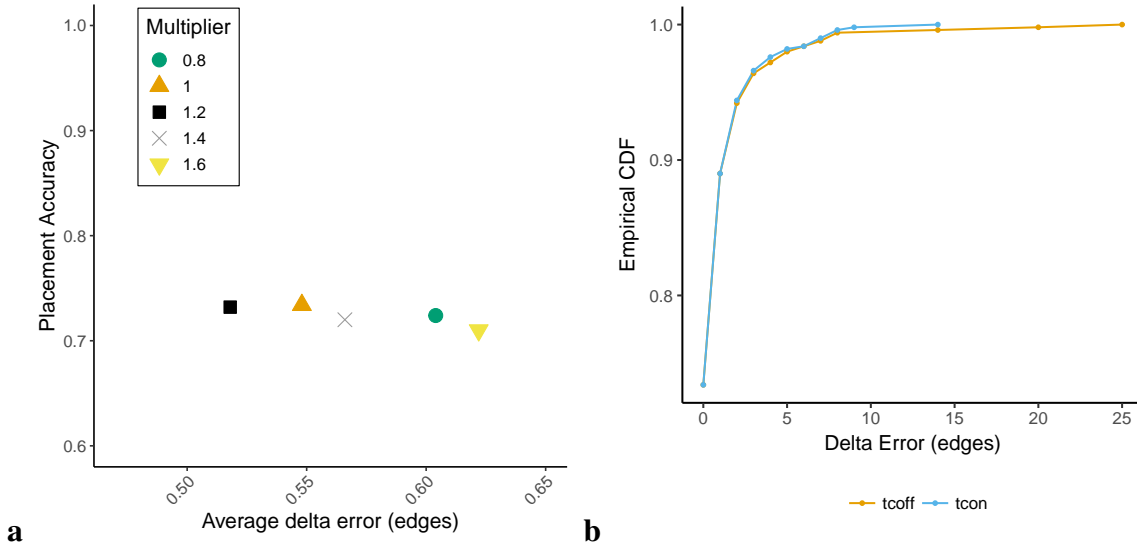 1.0
0.9
0.8
0.7
0.6
Placement Accuracy
Multiplier
0.8
1
1.2
1.4
1.6
0.50
0.55
0.60
0.65
Average delta error (edges)
a
1.0
0.9
0.8
Empirical CDF
0
5
10
15
20
25
Delta Error (edges)
tcoff
tcon
b